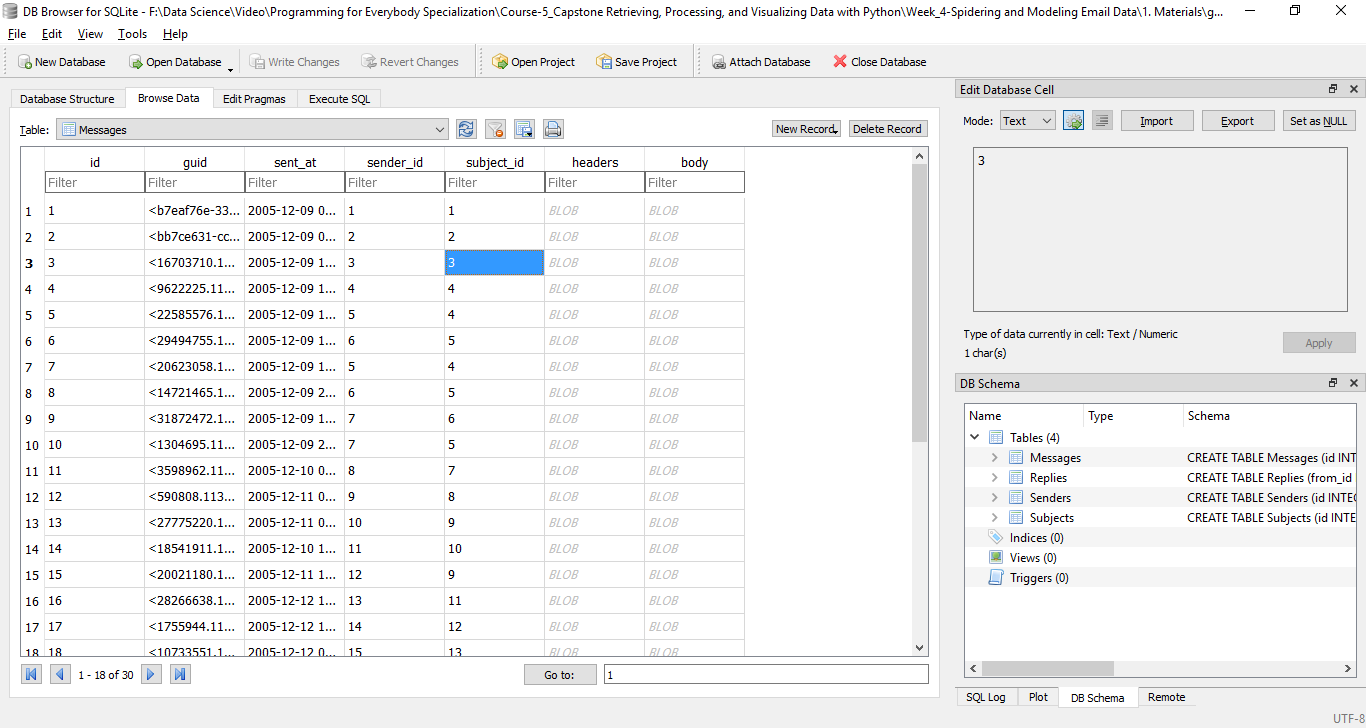 DB Browser for SQLite - F:\Data Science\Video\Programming for Everybody Specialization\Course-5_Capstone Retrieving, Processing, and Visualizing Data with Python\Week_4-Spidering and Modeling Email Data\1. Materials\g...
File Edit View Tools Help
New Database Open Database Write Changes Revert Changes Open Project Save Project Attach Database Close Database
Database Structure Browse Data Edit Pragmas Execute SQL
Table: Messages New Record Delete Record
id guid sent_at sender_id subject_id headers body
Filter Filter Filter Filter Filter Filter Filter
1 1 <b7eaf76e-33... 2005-12-09 0... 1 1 BLOB BLOB
2 2 <bb7ce631-cc... 2005-12-09 0... 2 2 BLOB BLOB
3 3 <16703710.1... 2005-12-09 1... 3 3 BLOB BLOB
4 4 <9622225.11... 2005-12-09 1... 4 4 BLOB BLOB
5 5 <22585576.1... 2005-12-09 1... 5 4 BLOB BLOB
6 6 <29494755.1... 2005-12-09 1... 6 5 BLOB BLOB
7 7 <20623058.1... 2005-12-09 1... 5 4 BLOB BLOB
8 8 <14721465.1... 2005-12-09 2... 6 5 BLOB BLOB
9 9 <31872472.1... 2005-12-09 1... 7 6 BLOB BLOB
10 10 <1304695.11... 2005-12-09 2... 7 5 BLOB BLOB
11 11 <3598962.11... 2005-12-10 0... 8 7 BLOB BLOB
12 12 <590808.113... 2005-12-11 0... 9 8 BLOB BLOB
13 13 <27775220.1... 2005-12-11 0... 10 9 BLOB BLOB
14 14 <18541911.1... 2005-12-10 1... 11 10 BLOB BLOB
15 15 <20021180.1... 2005-12-11 1... 12 9 BLOB BLOB
16 16 <28266638.1... 2005-12-12 1... 13 11 BLOB BLOB
17 17 <1755944.11... 2005-12-12 1... 14 12 BLOB BLOB
18 18 <10733551.1... 2005-12-12 0... 15 13 BLOB BLOB
1 - 18 of 30 Go to: 1
Edit Database Cell
Mode: Text Import Export Set as NULL
3
Type of data currently in cell: Text / Numeric
1 char(s)
Apply
DB Schema
Name Type Schema
Tables (4)
Messages CREATE TABLE Messages (id INT
Replies CREATE TABLE Replies (from_id
Senders CREATE TABLE Senders (id INTEG
Subjects CREATE TABLE Subjects (id INTE
Indices (0)
Views (0)
Triggers (0)
SQL Log Plot DB Schema Remote
UTF-8